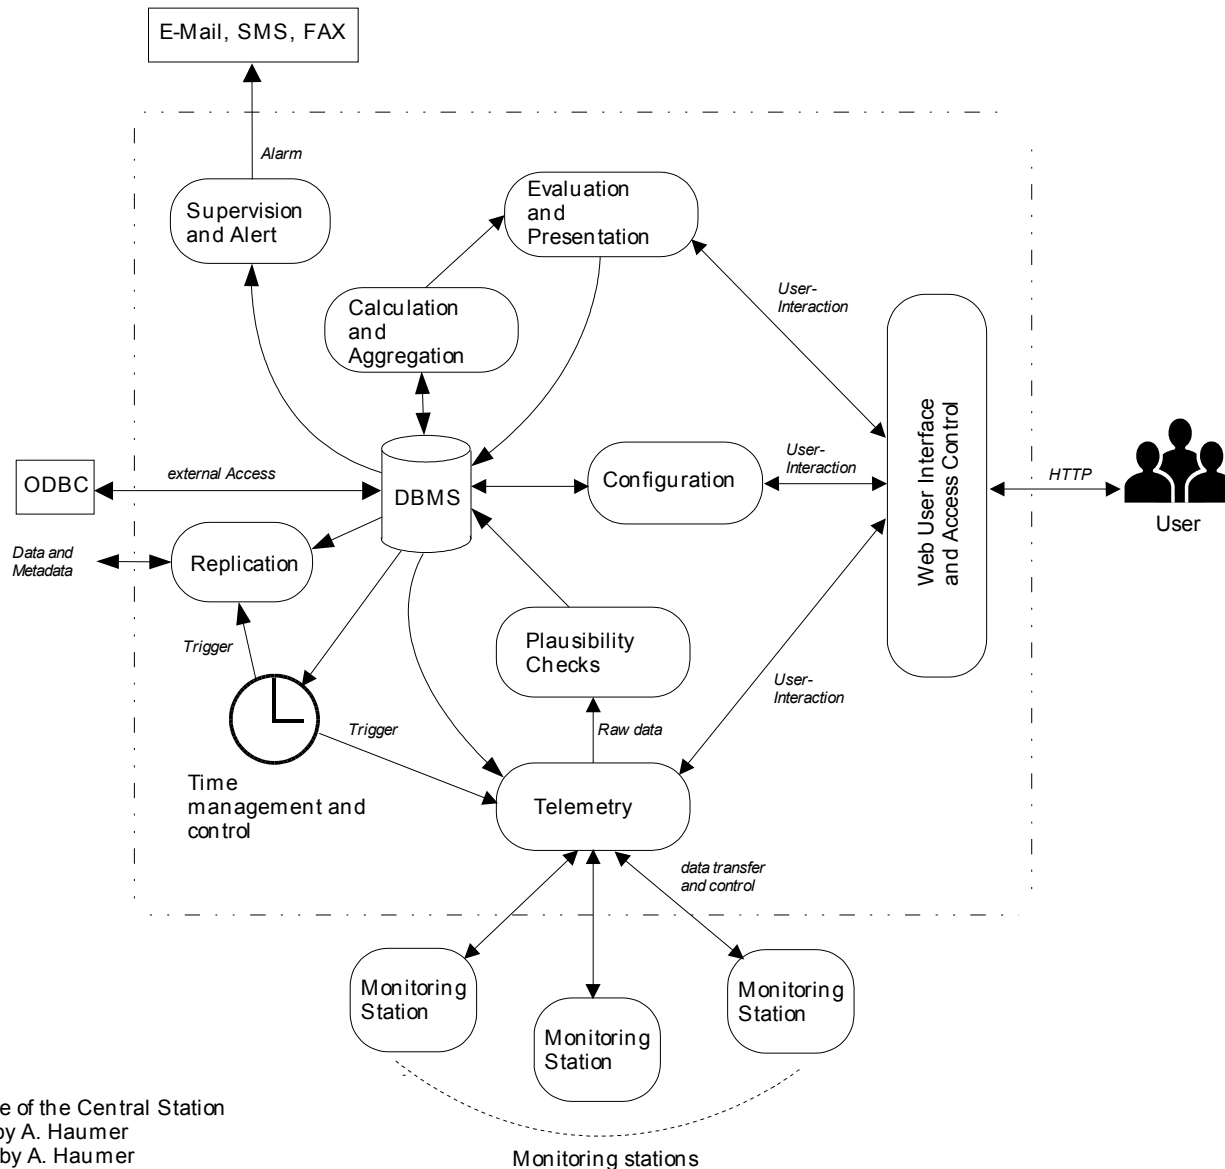 E-Mail, SMS, FAX
Alarm
Supervision
and Alert
Evaluation
and
Presentation
User-
Interaction
Calculation
and
Aggregation
Web User Interface
and Access Control
ODBC
external Access
DBMS
Configuration
User-
Interaction
HTTP
User
Data and
Metadata
Replication
Trigger
Plausibility
Checks
User-
Interaction
Trigger
Raw data
Time
management and
control
Telemetry
data transfer
and control
Monitoring
Station
Monitoring
Station
Monitoring
Station
e of the Central Station
by A. Haumer
by A. Haumer
Monitoring stations